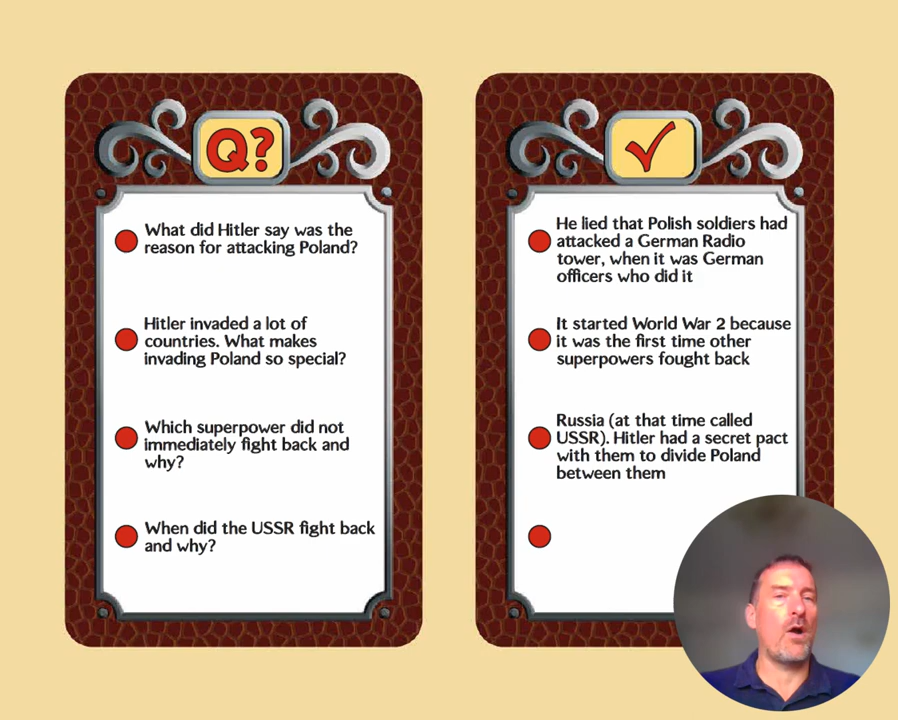 Q?
What did Hitler say was the
reason for attacking Poland?
Hitler invaded a lot of
countries. What makes
invading Poland so special?
Which superpower did not
immediately fight back and
why?
When did the USSR fight back
and why?
He lied that Polish soldiers had
attacked a German Radio
tower, when it was German
officers who did it
It started World War 2 because
it was the first time other
superpowers fought back
Russia (at that time called
USSR). Hitler had a secret pact
with them to divide Poland
between them